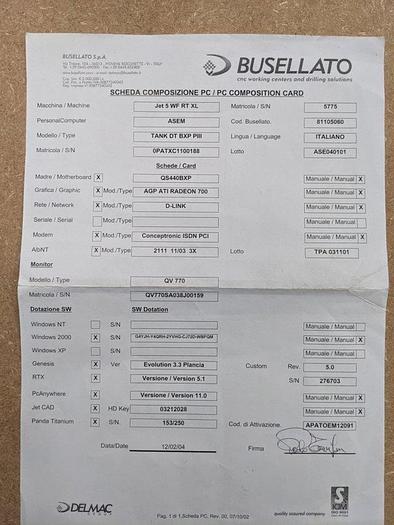 BUSELLATO S.p.A.
BUSELLATO
cnc working centers and drilling solutions
SCHEDA COMPOSIZIONE PC / PC COMPOSITION CARD
Macchina / Machine Jet 5 WF RT XL Matricola / S/N 5775
PersonalComputer ASEM Cod. Busellato. 81105060
Modello / Type TANK DT BXP PIII Lingua / Language ITALIANO
Matricola / S/N 0PATXC1100188 Lotto ASE040101
Schede / Card
Madre / Motherboard X QS440BXP Manuale / Manual X
Grafica / Graphic X Mod./Type AGP ATI RADEON 700 Manuale / Manual X
Rete / Network X Mod./Type D-LINK Manuale / Manual X
Seriale / Serial Mod./Type Manuale / Manual
Modem X Mod./Type Conceptronic ISDN PCI Manuale / Manual X
AlbNT X Mod./Type 2111 11/03 3X Lotto TPA 031101
Monitor
Modello / Type QV 770
Matricola / S/N QV770SA038J00159
Dotazione SW SW Dotation
Windows NT S/N Manuale / Manual
Windows 2000 X S/N Manuale / Manual X
Windows XP S/N Manuale / Manual
Genesis X Ver Evolution 3.3 Plancia Custom Rev. 5.0
RTX X Versione / Version 5.1 S/N 276703
PcAnywhere X Versione / Version 11.0 Manuale / Manual
Jet CAD X HD Key 03212028 Manuale / Manual
Panda Titanium X S/N. 153/250 Cod. di Attivazione. APATOEM12091
Data/Date 12/02/04 Firma
DELMAC
Pag. 1 di 1,Scheda PC, Rev. 00, 07/10/02
quality assured company